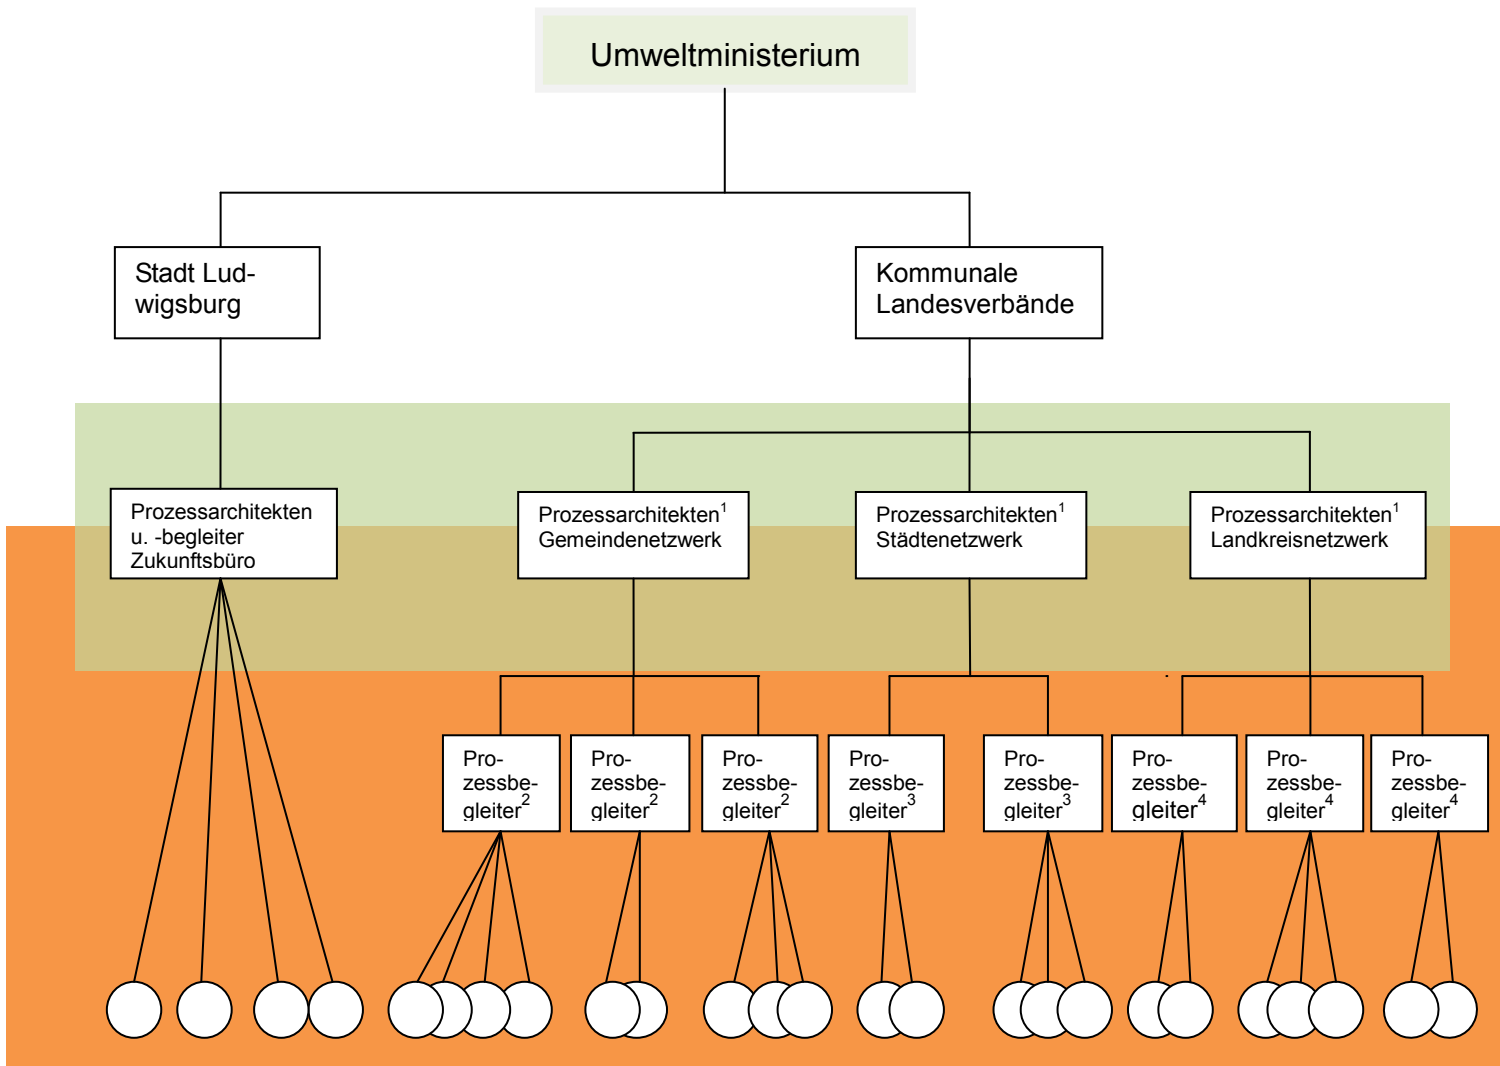 Umweltministerium
Stadt Lud-
wigsburg
Kommunale
Landesverbände
Prozessarchitekten
u. -begleiter
Zukunftsbüro
Prozessarchitekten1
Gemeindenetzwerk
Prozessarchitekten1
Städtenetzwerk
Prozessarchitekten1
Landkreisnetzwerk
Pro-
zessbe-
gleiter2
Pro-
zessbe-
gleiter2
Pro-
zessbe-
gleiter2
Pro-
zessbe-
gleiter3
Pro-
zessbe-
gleiter3
Pro-
zessbe-
gleiter4
Pro-
zessbe-
gleiter4
Pro-
zessbe-
gleiter4